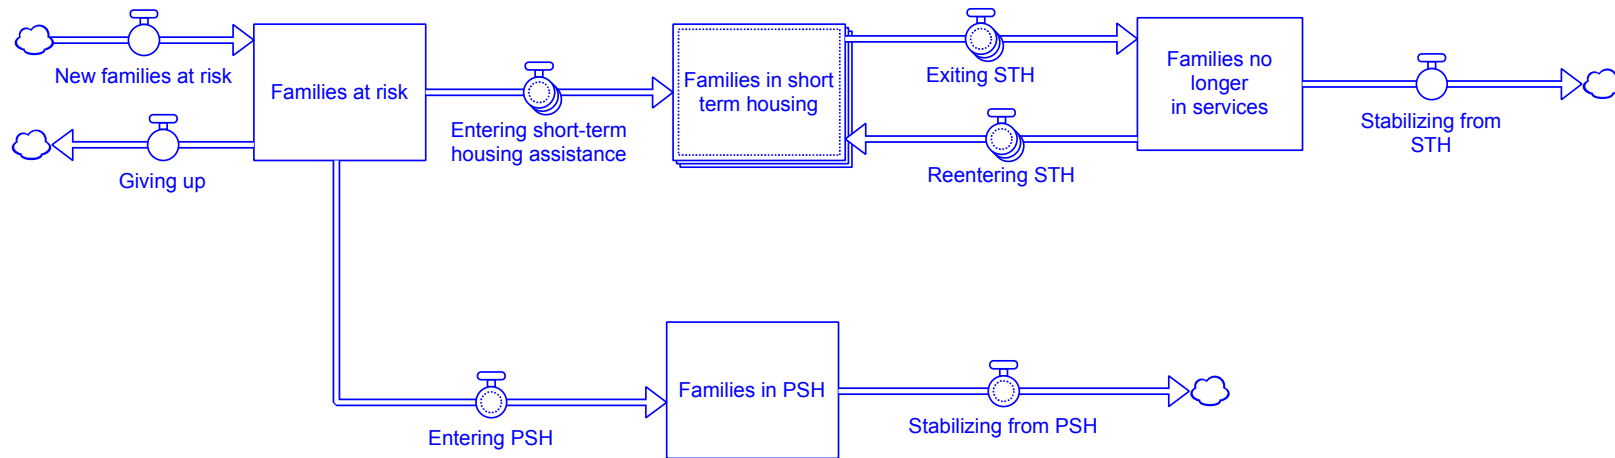 New families at risk
Giving up
Families at risk
Entering short-term
housing assistance
Families in short
term housing
Exiting STH
Reentering STH
Families no
longer
in services
Stabilizing from
STH
Entering PSH
Families in PSH
Stabilizing from PSH